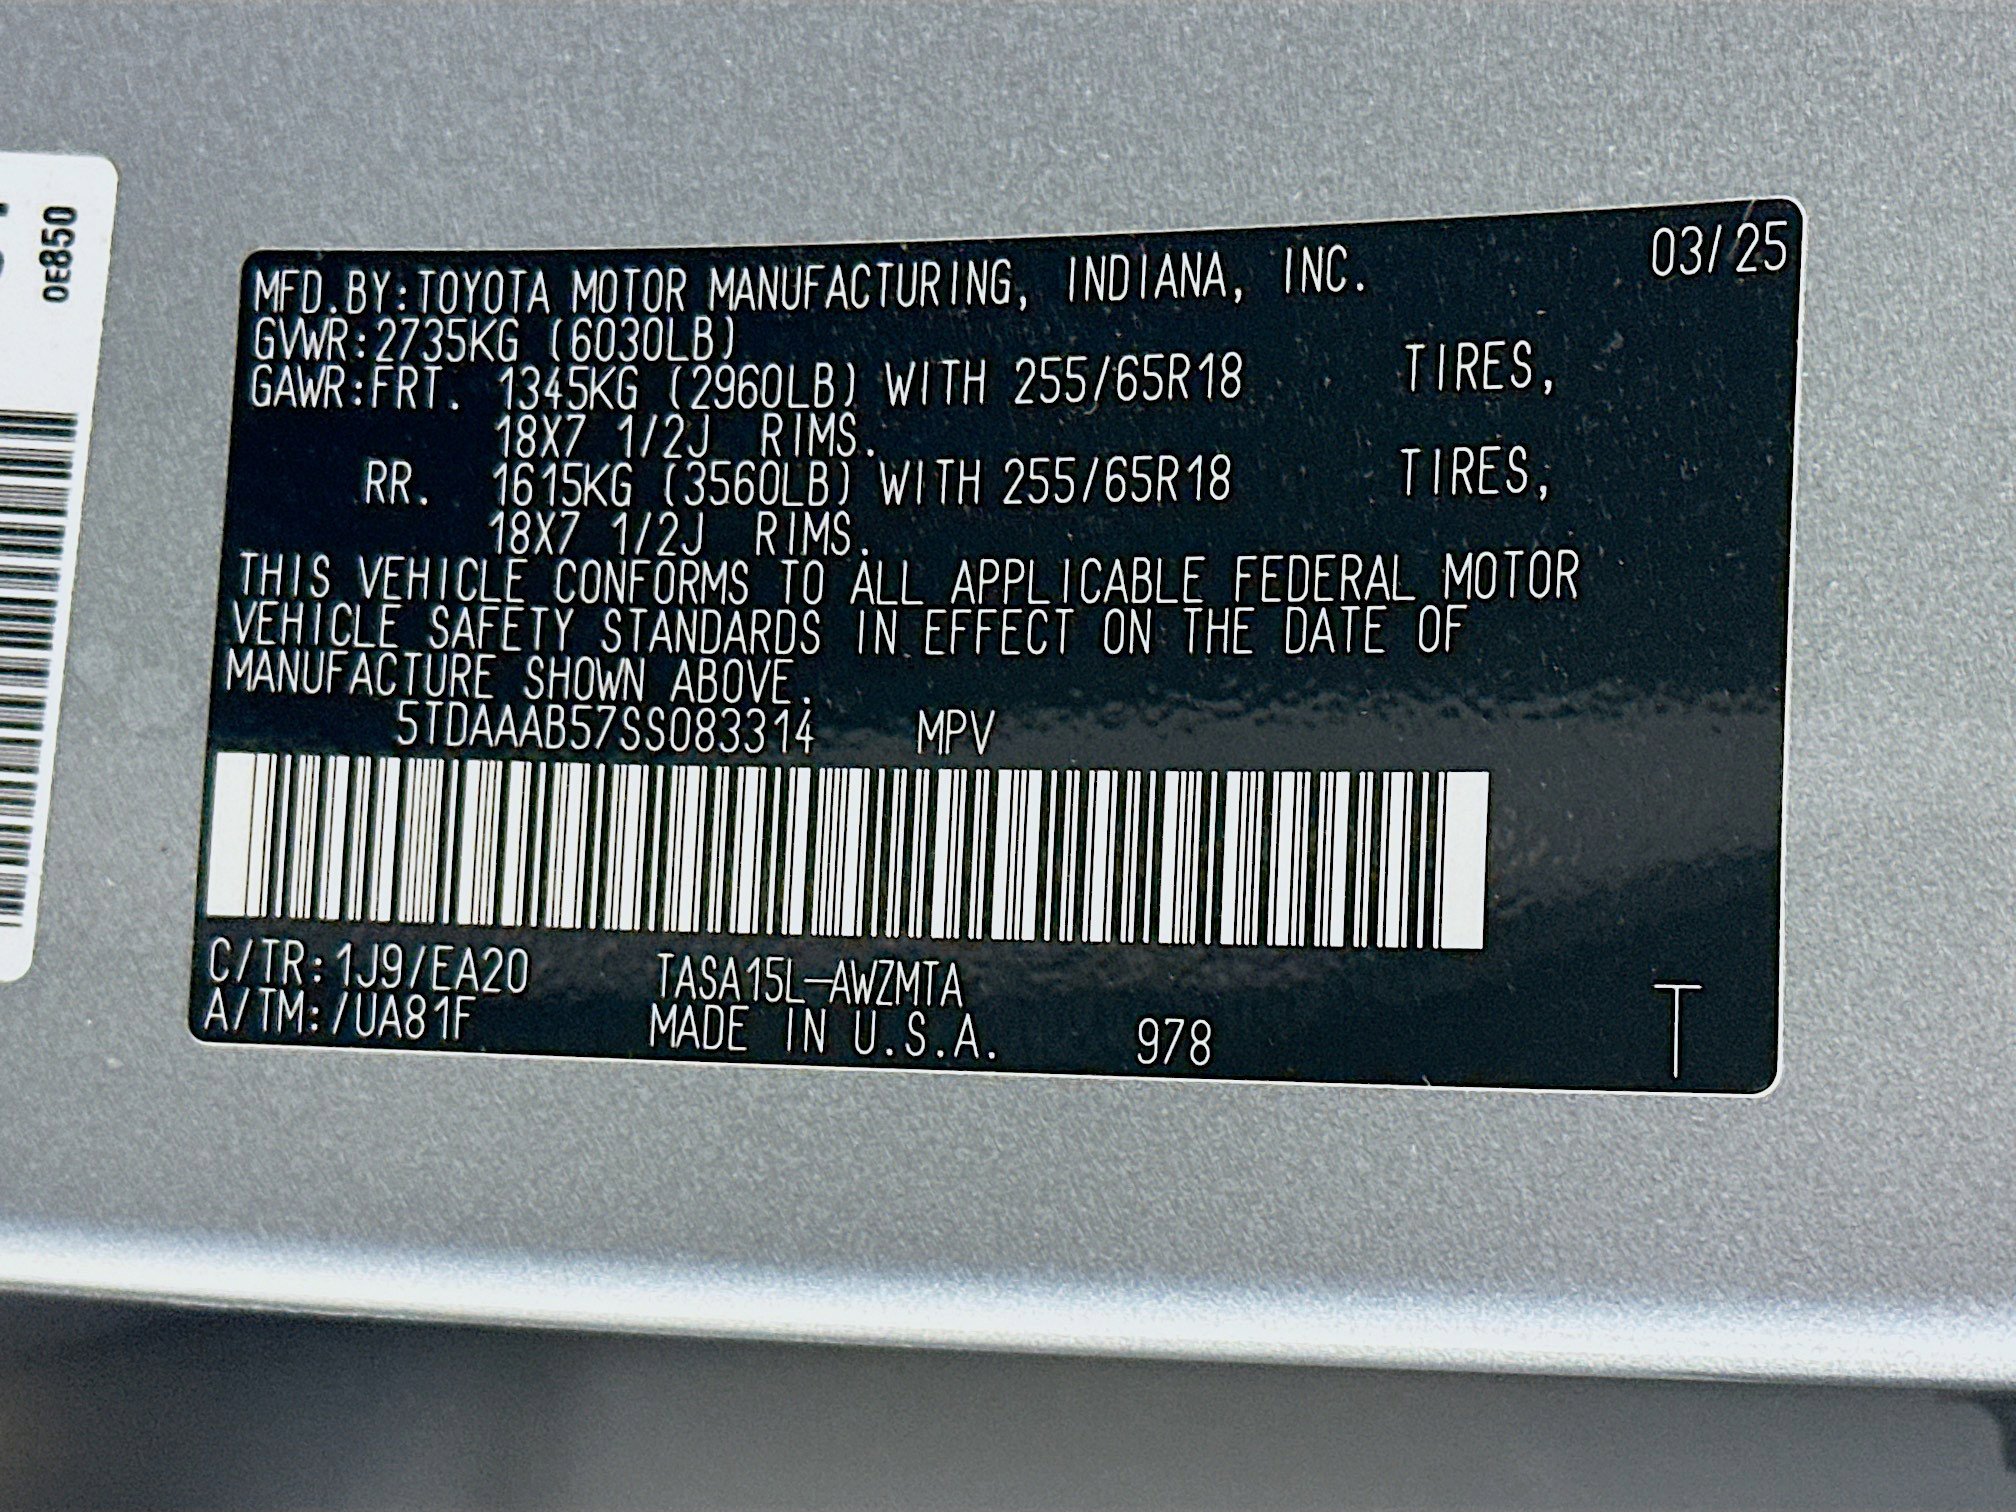 0E850
MFD.BY:TOYOTA MOTOR MANUFACTURING, INDIANA, INC. 03/25
GVWR:2735KG (6030LB)
GAWR:FRT. 1345KG (2960LB) WITH 255/65R18 TIRES,
18X7 1/2J RIMS.
RR. 1615KG (3560LB) WITH 255/65R18 TIRES,
18X7 1/2J RIMS.
THIS VEHICLE CONFORMS TO ALL APPLICABLE FEDERAL MOTOR
VEHICLE SAFETY STANDARDS IN EFFECT ON THE DATE OF
MANUFACTURE SHOWN ABOVE.
5TDAAAB57SS083314 MPV
C/TR:1J9/EA20 TASA15L-AWZMTA
A/TM:/UA81F MADE IN U.S.A. 978 T